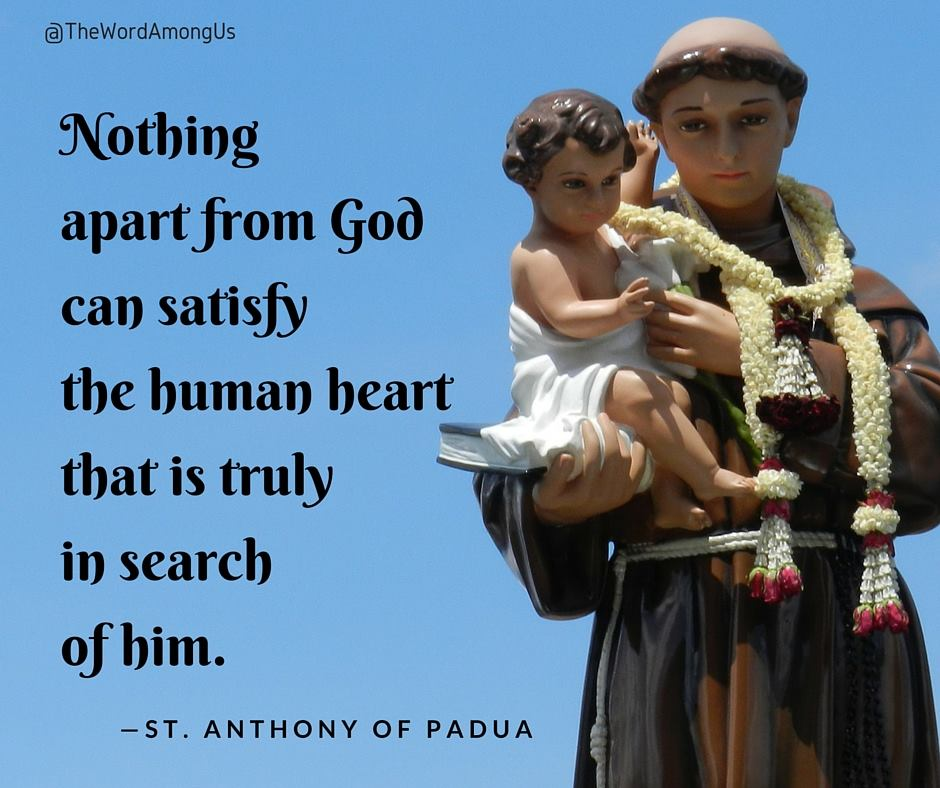 @TheWordAmongUs
Nothing
apart from God
can satisfy
the human heart
that is truly
in search
of him.
—ST. ANTHONY OF PADUA